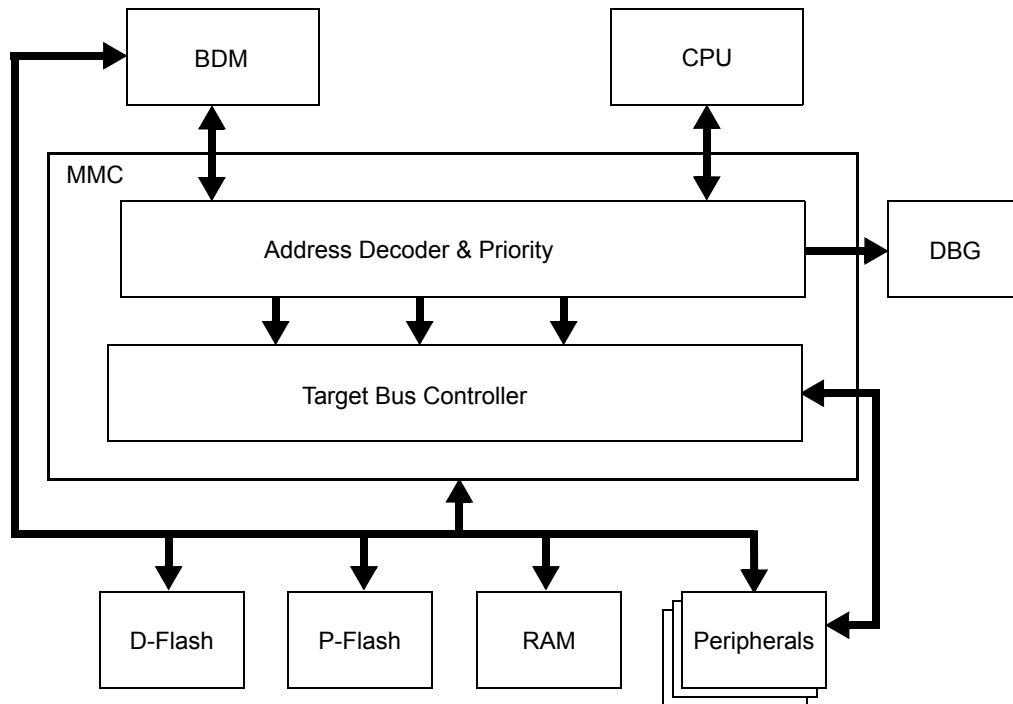 BDM
CPU
MMC
Address Decoder & Priority
DBG
Target Bus Controller
D-Flash
P-Flash
RAM
Peripherals